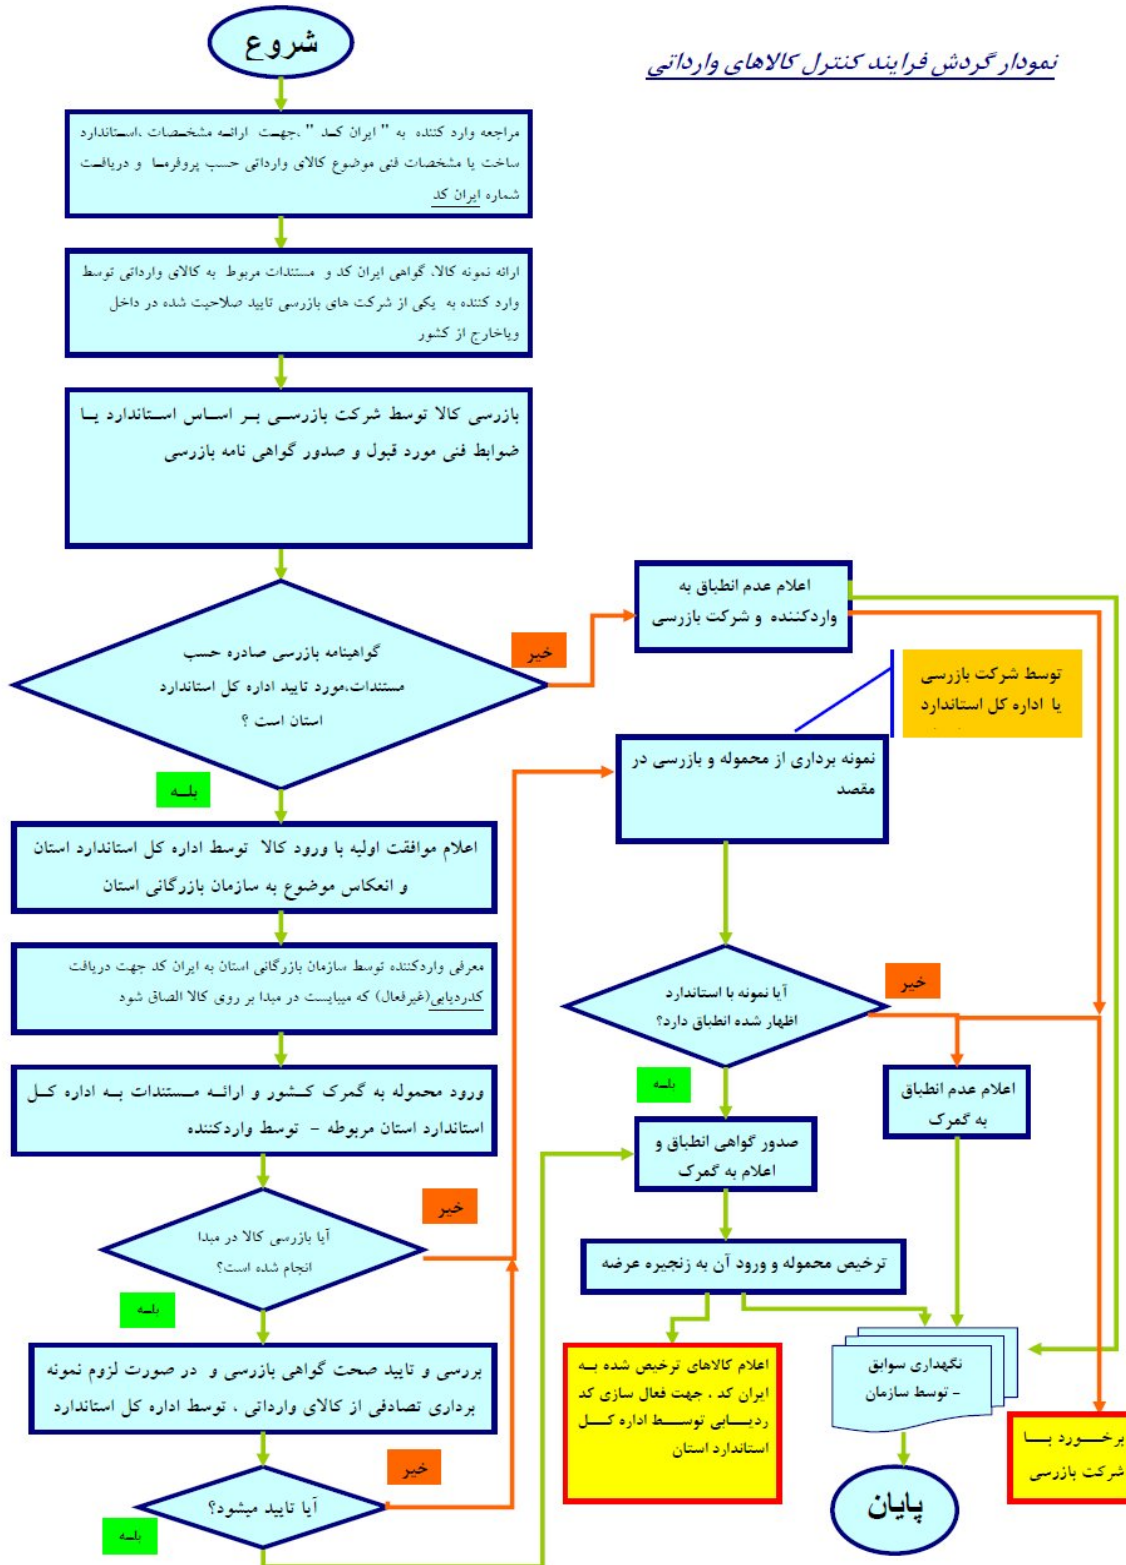 شروع
نمودار گردش فرایند کنترل کالاهای وارداتی
مراجعه وارد کننده به " ایران کد " ،جهت ارائه مشخصات ،استاندارد
ساخت یا مشخصات فنی موضوع کالای وارداتی حسب پروفرما و دریافت
شماره ایران کد
ارائه نمونه کالا، گواهی ایران کد و مستندات مربوط به کالای وارداتی توسط
وارد کننده به یکی از شرکت های بازرسی تایید صلاحیت شده در داخل
ویاخارج از کشور
بازرسی کالا توسط شرکت بازرسی بر اساس استاندارد یا
ضوابط فنی مورد قبول و صدور گواهی نامه بازرسی
گواهینامه بازرسی صادره حسب
مستندات،مورد تایید اداره کل استاندارد
استان است ؟
خیر
اعلام عدم انطباق به
واردکننده و شرکت بازرسی
توسط شرکت بازرسی
یا اداره کل استاندارد
نمونه برداری از محموله و بازرسی در
مقصد
بله
اعلام موافقت اولیه با ورود کالا توسط اداره کل استاندارد استان
و انعکاس موضوع به سازمان بازرگانی استان
معرفی واردکننده توسط سازمان بازرگانی استان به ایران کد جهت دریافت
کدردیابی(غیرفعال) که میبایست در مبدا بر روی کالا الصاق شود
ورود محموله به گمرک کشور و ارائه مستندات به اداره کل
استاندارد استان مربوطه - توسط واردکننده
آیا بازرسی کالا در مبدا
انجام شده است؟
خیر
بله
بررسی و تایید صحت گواهی بازرسی و در صورت لزوم نمونه
برداری تصادفی از کالای وارداتی ، توسط اداره کل استاندارد
آیا تایید میشود؟
خیر
بله
آیا نمونه با استاندارد
اظهار شده انطباق دارد؟
خیر
بله
اعلام عدم انطباق
به گمرک
صدور گواهی انطباق و
اعلام به گمرک
ترخیص محموله و ورود آن به زنجیره عرضه
اعلام کالاهای ترخیص شده به
ایران کد ، جهت فعال سازی کد
ردیابی توسط اداره کل
استاندارد استان
نگهداری سوابق
- توسط سازمان
برخورد با
شرکت بازرسی
پایان